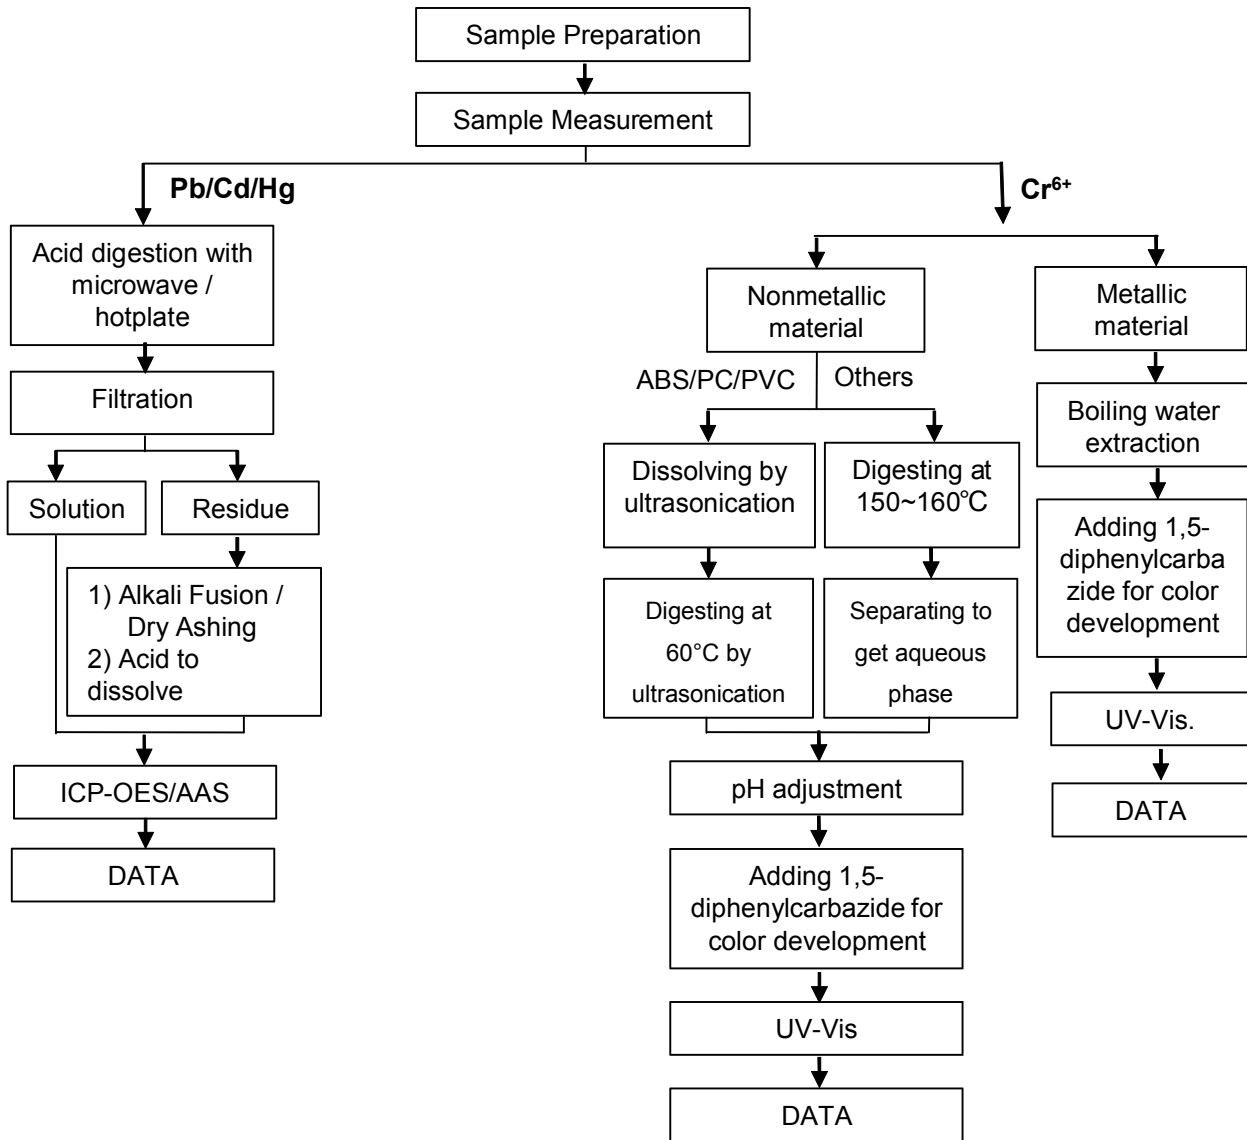 Sample Preparation
Sample Measurement
Pb/Cd/Hg
Cr⁶⁺
Acid digestion with
microwave /
hotplate
Filtration
Solution
Residue
1) Alkali Fusion /
Dry Ashing
2) Acid to
dissolve
ICP-OES/AAS
DATA
Nonmetallic
material
ABS/PC/PVC
Others
Dissolving by
ultrasonication
Digesting at
150~160℃
Digesting at
60°C by
ultrasonication
Separating to
get aqueous
phase
pH adjustment
Adding 1,5-
diphenylcarbazide for
color development
UV-Vis
DATA
Metallic
material
Boiling water
extraction
Adding 1,5-
diphenylcarba
zide for color
development
UV-Vis.
DATA